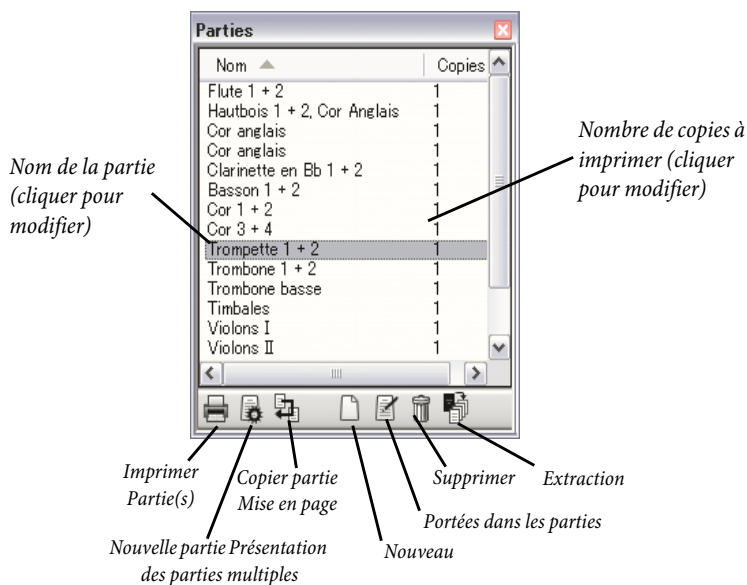 Parties
Nom Copies
Flute 1 + 2 1
Hautbois 1 + 2, Cor Anglais 1
Cor anglais 1
Cor anglais 1
Clarinette en Bb 1 + 2 1
Basson 1 + 2 1
Cor 1 + 2 1
Cor 3 + 4 1
Trompette 1 + 2 1
Trombone 1 + 2 1
Trombone basse 1
Timbales 1
Violons I 1
Violons II 1
Nom de la partie
(cliquer pour
modifier)
Nombre de copies à
imprimer (cliquer
pour modifier)
Imprimer
Partie(s)
Copier partie
Mise en page
Supprimer
Extraction
Portées dans les parties
Nouvelle partie Présentation
des parties multiples
Nouveau